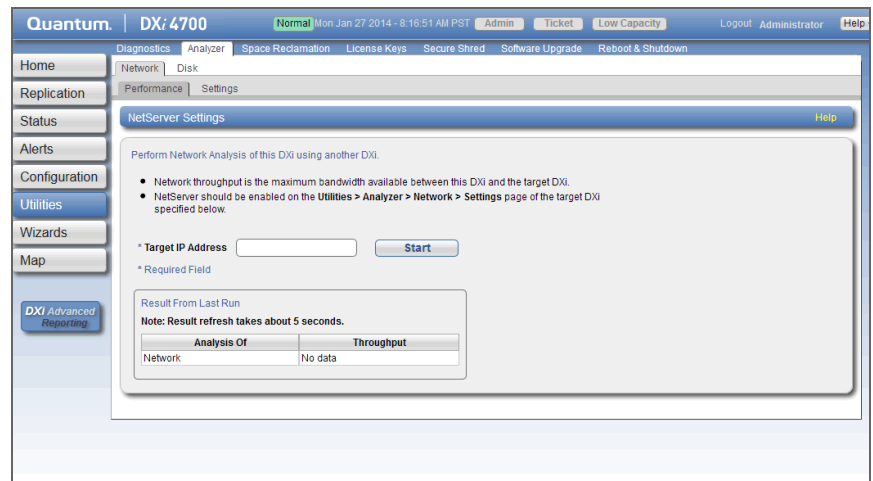 Quantum. DXi 4700 Normal Mon Jan 27 2014 - 8:16:51 AM PST Admin Ticket Low Capacity Logout Administrator Help
Diagnostics Analyzer Space Reclamation License Keys Secure Shred Software Upgrade Reboot & Shutdown
Home
Replication
Status
Alerts
Configuration
Utilities
Wizards
Map
DXi Advanced
Reporting
Network Disk
Performance Settings
NetServer Settings Help
Perform Network Analysis of this DXi using another DXi.
● Network throughput is the maximum bandwidth available between this DXi and the target DXi.
● NetServer should be enabled on the Utilities > Analyzer > Network > Settings page of the target DXi
specified below.
* Target IP Address Start
* Required Field
Result From Last Run
Note: Result refresh takes about 5 seconds.
Analysis Of Throughput
Network No data